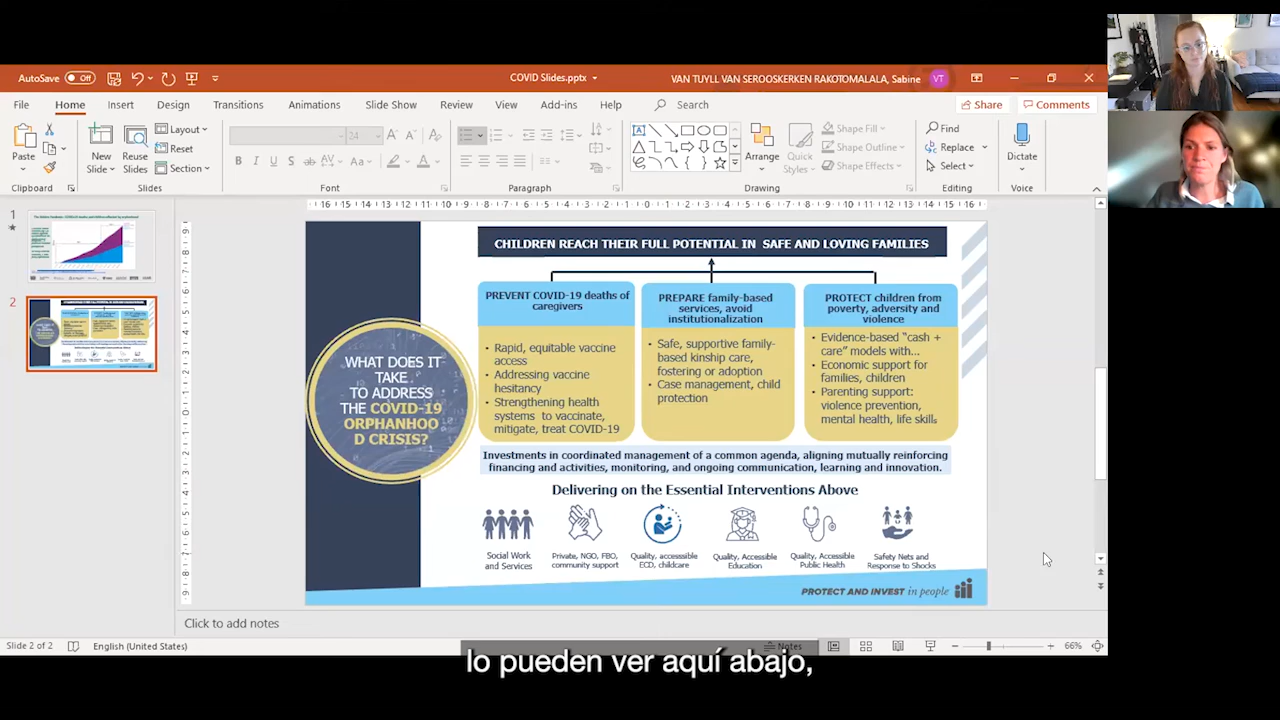 AutoSave Off
COVID Slides.pptx
VAN TUYLL VAN SEROOSKERKEN RAKOTOMALALA, Sabine
VT
File Home Insert Design Transitions Animations Slide Show Review View Add-ins Help Search
Share
Comments
Paste
Clipboard
New
Slide
Reuse
Slides
Layout
Reset
Section
Slides
24
Font
Paragraph
Arrange
Quick
Styles
Shape Fill
Shape Outline
Shape Effects
Drawing
Find
Replace
Select
Editing
Dictate
Voice
1
2
CHILDREN REACH THEIR FULL POTENTIAL IN SAFE AND LOVING FAMILIES
PREVENT COVID-19 deaths of
caregivers
• Rapid, equitable vaccine
access
• Addressing vaccine
hesitancy
• Strengthening health
systems to vaccinate,
mitigate, treat COVID-19
PREPARE family-based
services, avoid
institutionalization
• Safe, supportive family-
based kinship care,
fostering or adoption
• Case management, child
protection
PROTECT children from
poverty, adversity and
violence
• Evidence-based “cash +
care” models with…
• Economic support for
families, children
• Parenting support:
violence prevention,
mental health, life skills
WHAT DOES IT
TAKE
TO ADDRESS
THE COVID-19
ORPHANHOO
D CRISIS?
Investments in coordinated management of a common agenda, aligning mutually reinforcing
financing and activities, monitoring, and ongoing communication, learning and innovation.
Delivering on the Essential Interventions Above
Social Work
and Services
Private, NGO, FBO,
community support
Quality, accesssible
ECD, childcare
Quality, Accessible
Education
Quality, Accessible
Public Health
Safety Nets and
Response to Shocks
PROTECT AND INVEST in people
Click to add notes
Slide 2 of 2
English (United States)
Notes
66%
lo pueden ver aquí abajo,